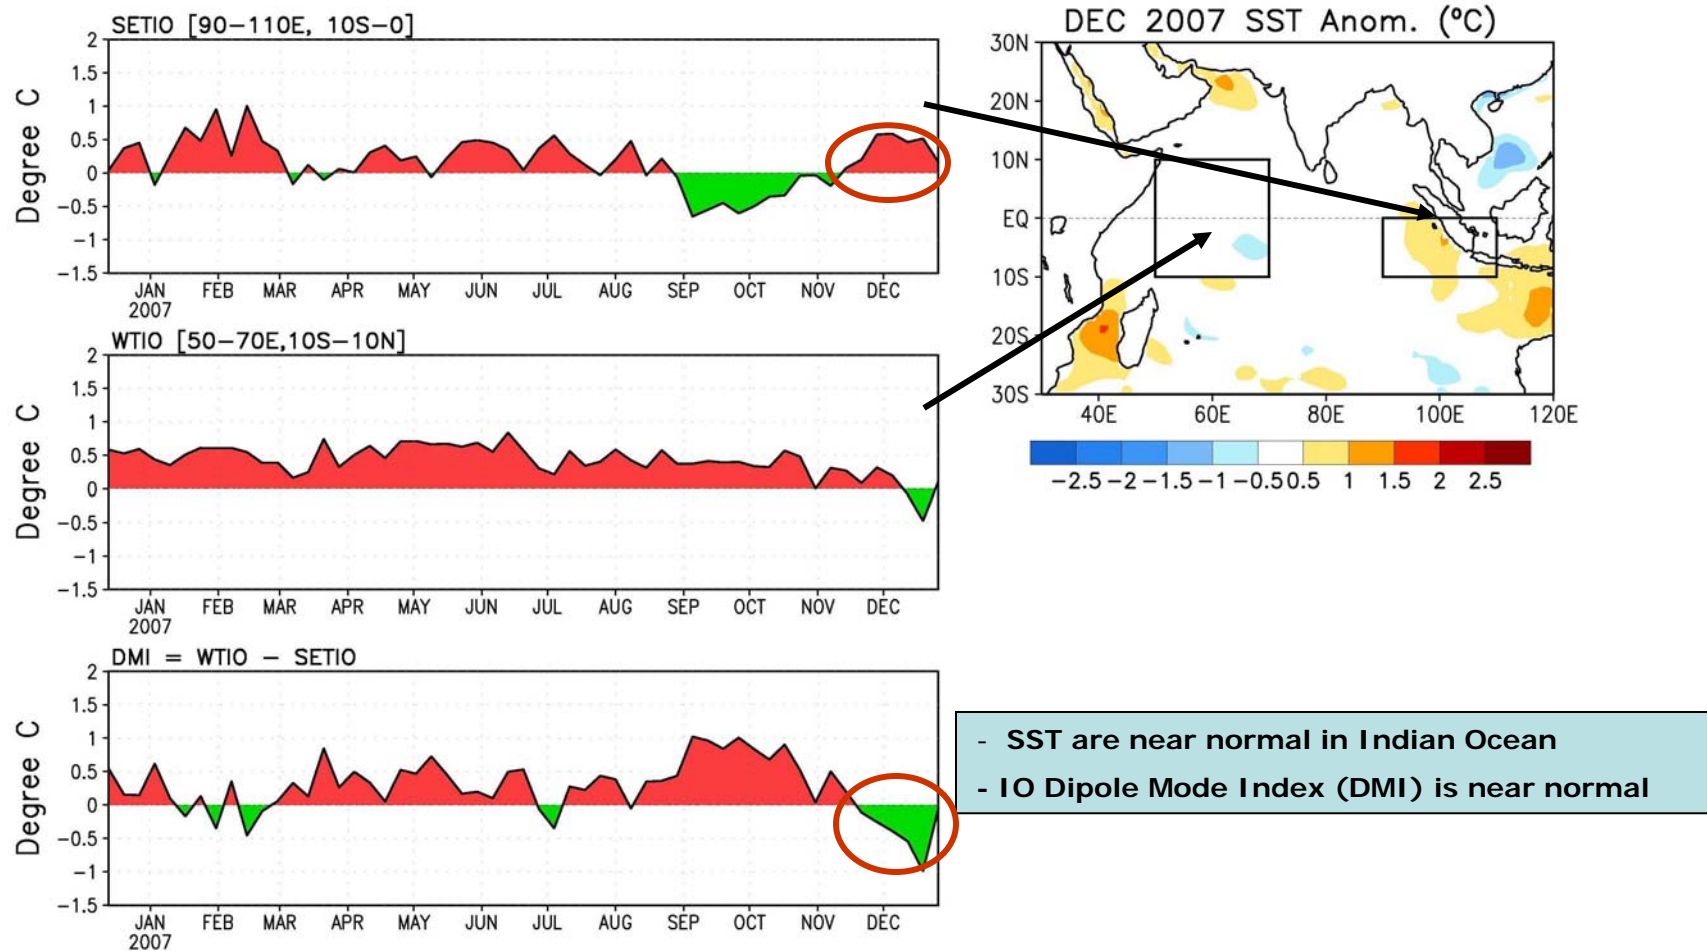 SETIO [90−110E, 10S−0]
Degree C
2
1.5
1
0.5
0
−0.5
−1
−1.5
JAN FEB MAR APR MAY JUN JUL AUG SEP OCT NOV DEC
2007
WTIO [50−70E,10S−10N]
Degree C
2
1.5
1
0.5
0
−0.5
−1
−1.5
JAN FEB MAR APR MAY JUN JUL AUG SEP OCT NOV DEC
2007
DMI = WTIO − SETIO
Degree C
2
1.5
1
0.5
0
−0.5
−1
−1.5
JAN FEB MAR APR MAY JUN JUL AUG SEP OCT NOV DEC
2007
DEC 2007 SST Anom. (°C)
30N
20N
10N
EQ
10S
20S
30S
40E 60E 80E 100E 120E
−2.5 −2 −1.5 −1 −0.5 0.5 1 1.5 2 2.5
- SST are near normal in Indian Ocean
- IO Dipole Mode Index (DMI) is near normal